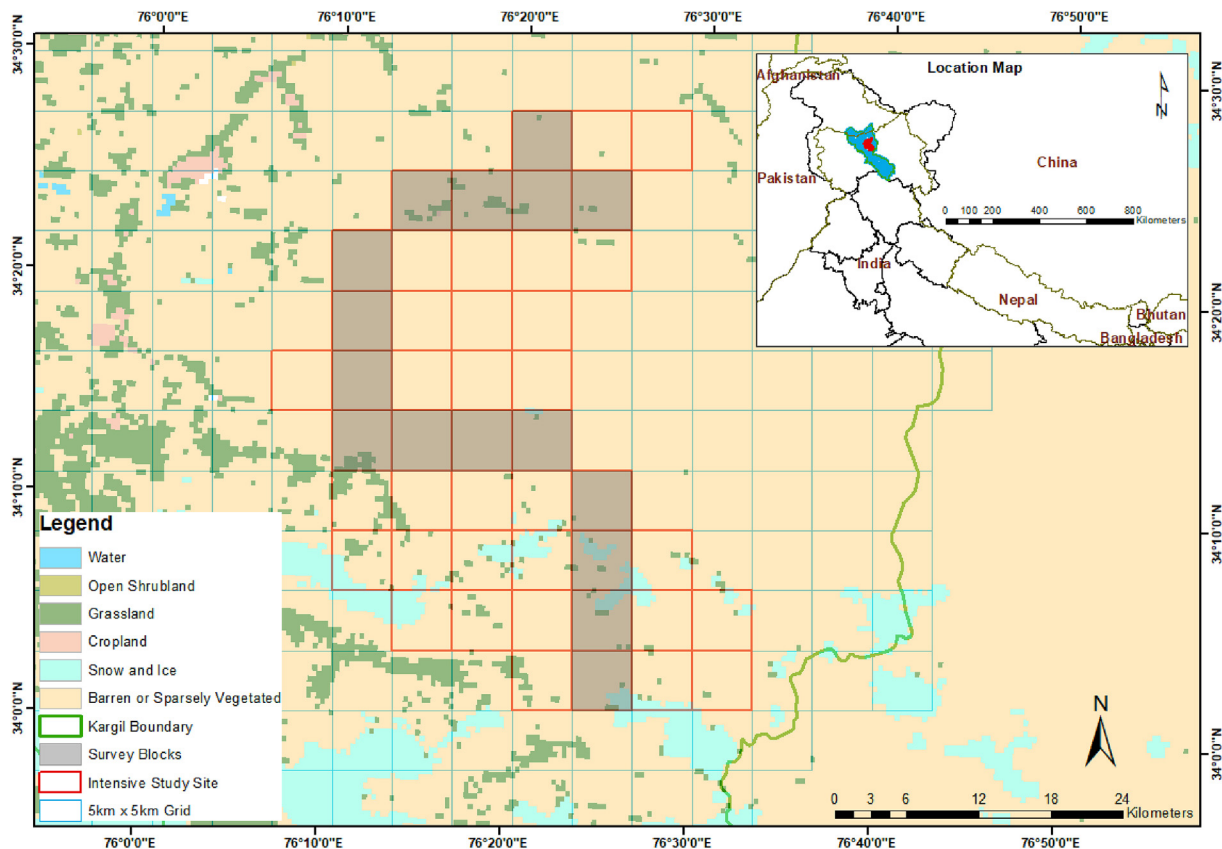 76°0'0"E 76°10'0"E 76°20'0"E 76°30'0"E 76°40'0"E 76°50'0"E
34°30'0"N
34°20'0"N
34°10'0"N
34°0'0"N
Location Map
Afghanistan
N
China
Pakistan
0 100 200 400 600 800
Kilometers
India
Nepal
Bhutan
Bangladesh
34°30'0"N
34°20'0"N
34°10'0"N
34°0'0"N
Legend
Water
Open Shrubland
Grassland
Cropland
Snow and Ice
Barren or Sparsely Vegetated
Kargil Boundary
Survey Blocks
Intensive Study Site
5km x 5km Grid
N
0 3 6 12 18 24
Kilometers
76°10'0"E 76°20'0"E 76°30'0"E 76°40'0"E 76°50'0"E